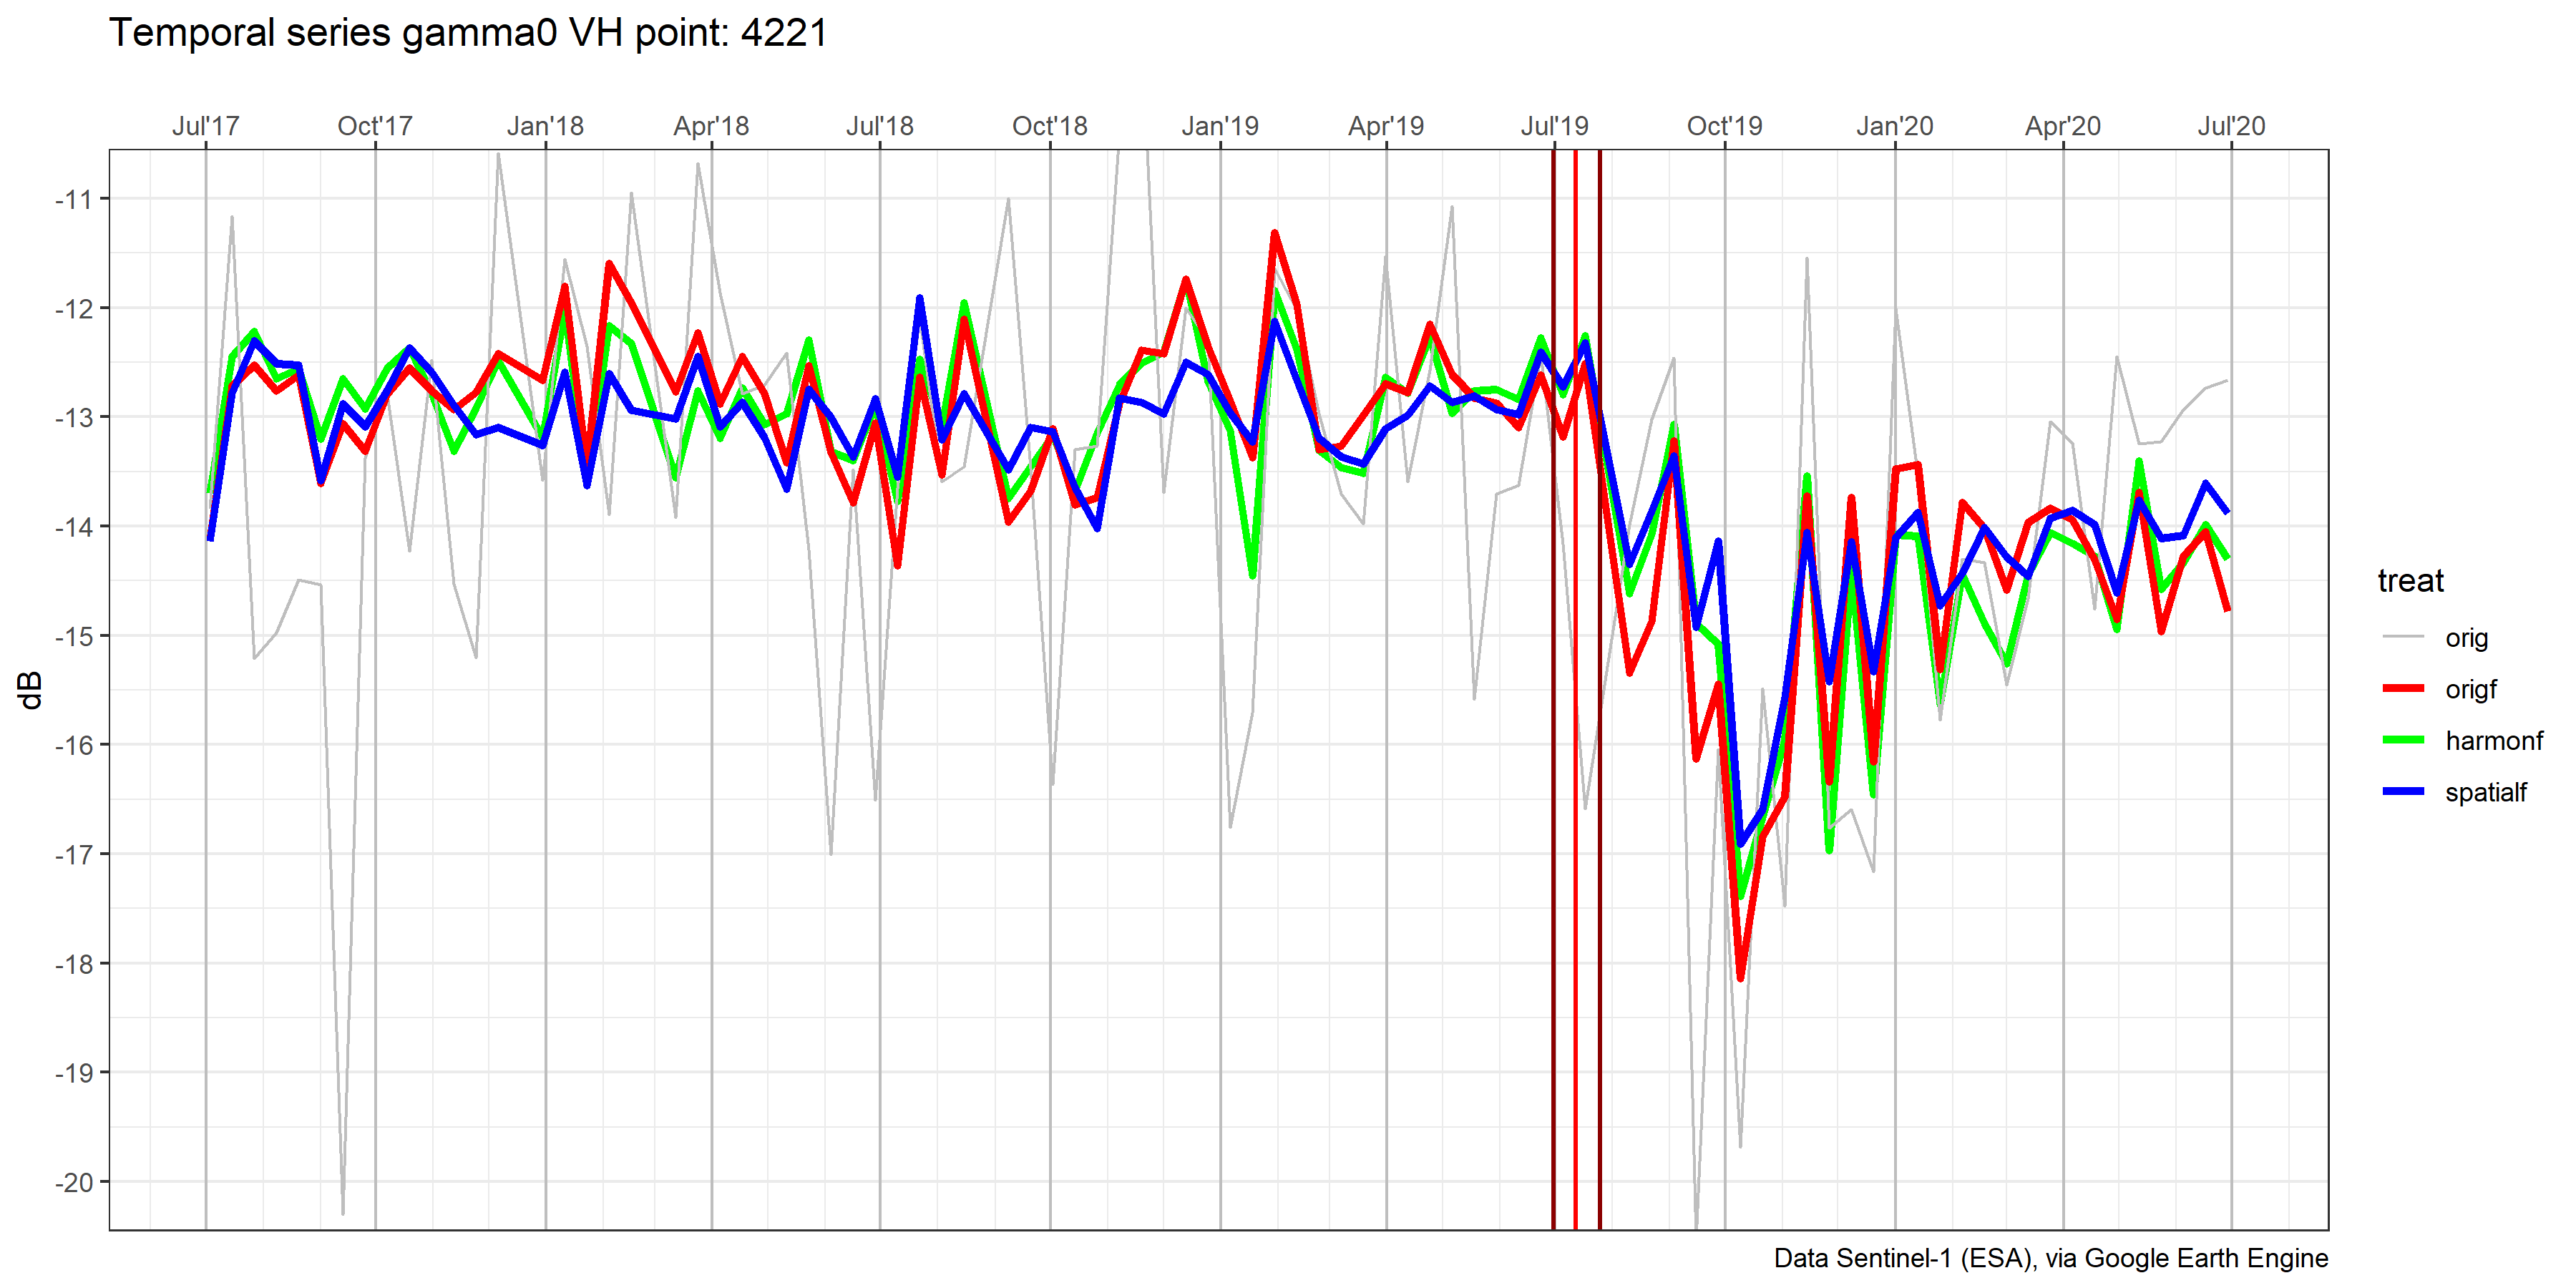 Temporal series gamma0 VH point: 4221
Jul'17 Oct'17 Jan'18 Apr'18 Jul'18 Oct'18 Jan'19 Apr'19 Jul'19 Oct'19 Jan'20 Apr'20 Jul'20
-11
-12
-13
-14
-15
-16
-17
-18
-19
-20
dB
treat
orig
origf
harmonf
spatialf
Data Sentinel-1 (ESA), via Google Earth Engine